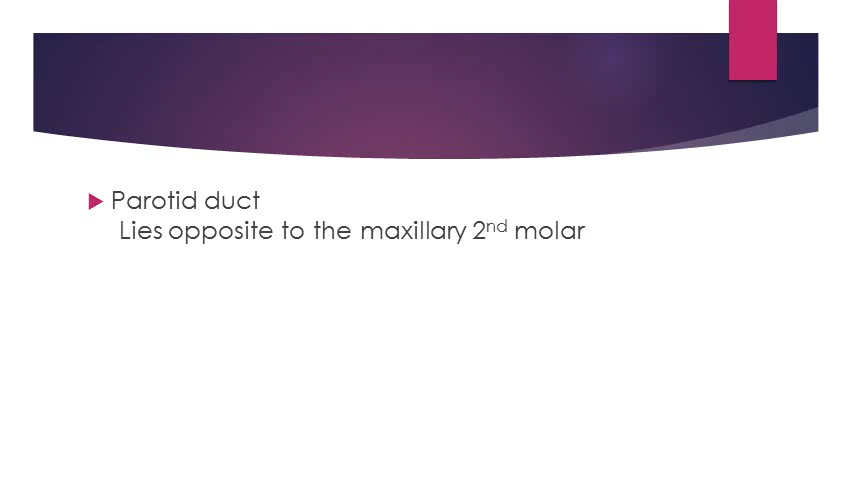 Parotid duct
Lies opposite to the maxillary 2nd molar